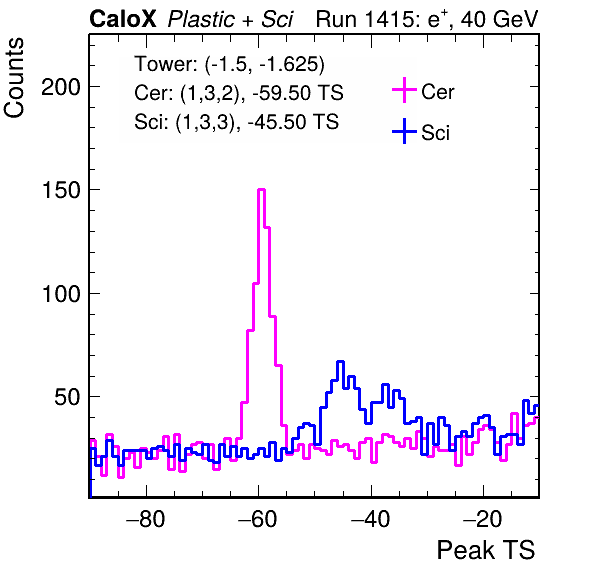 CaloX Plastic + Sci Run 1415: e⁺, 40 GeV
Tower: (-1.5, -1.625)
Cer: (1,3,2), -59.50 TS
Sci: (1,3,3), -45.50 TS
Cer
Sci
Counts
200
150
100
50
−80 −60 −40 −20
Peak TS